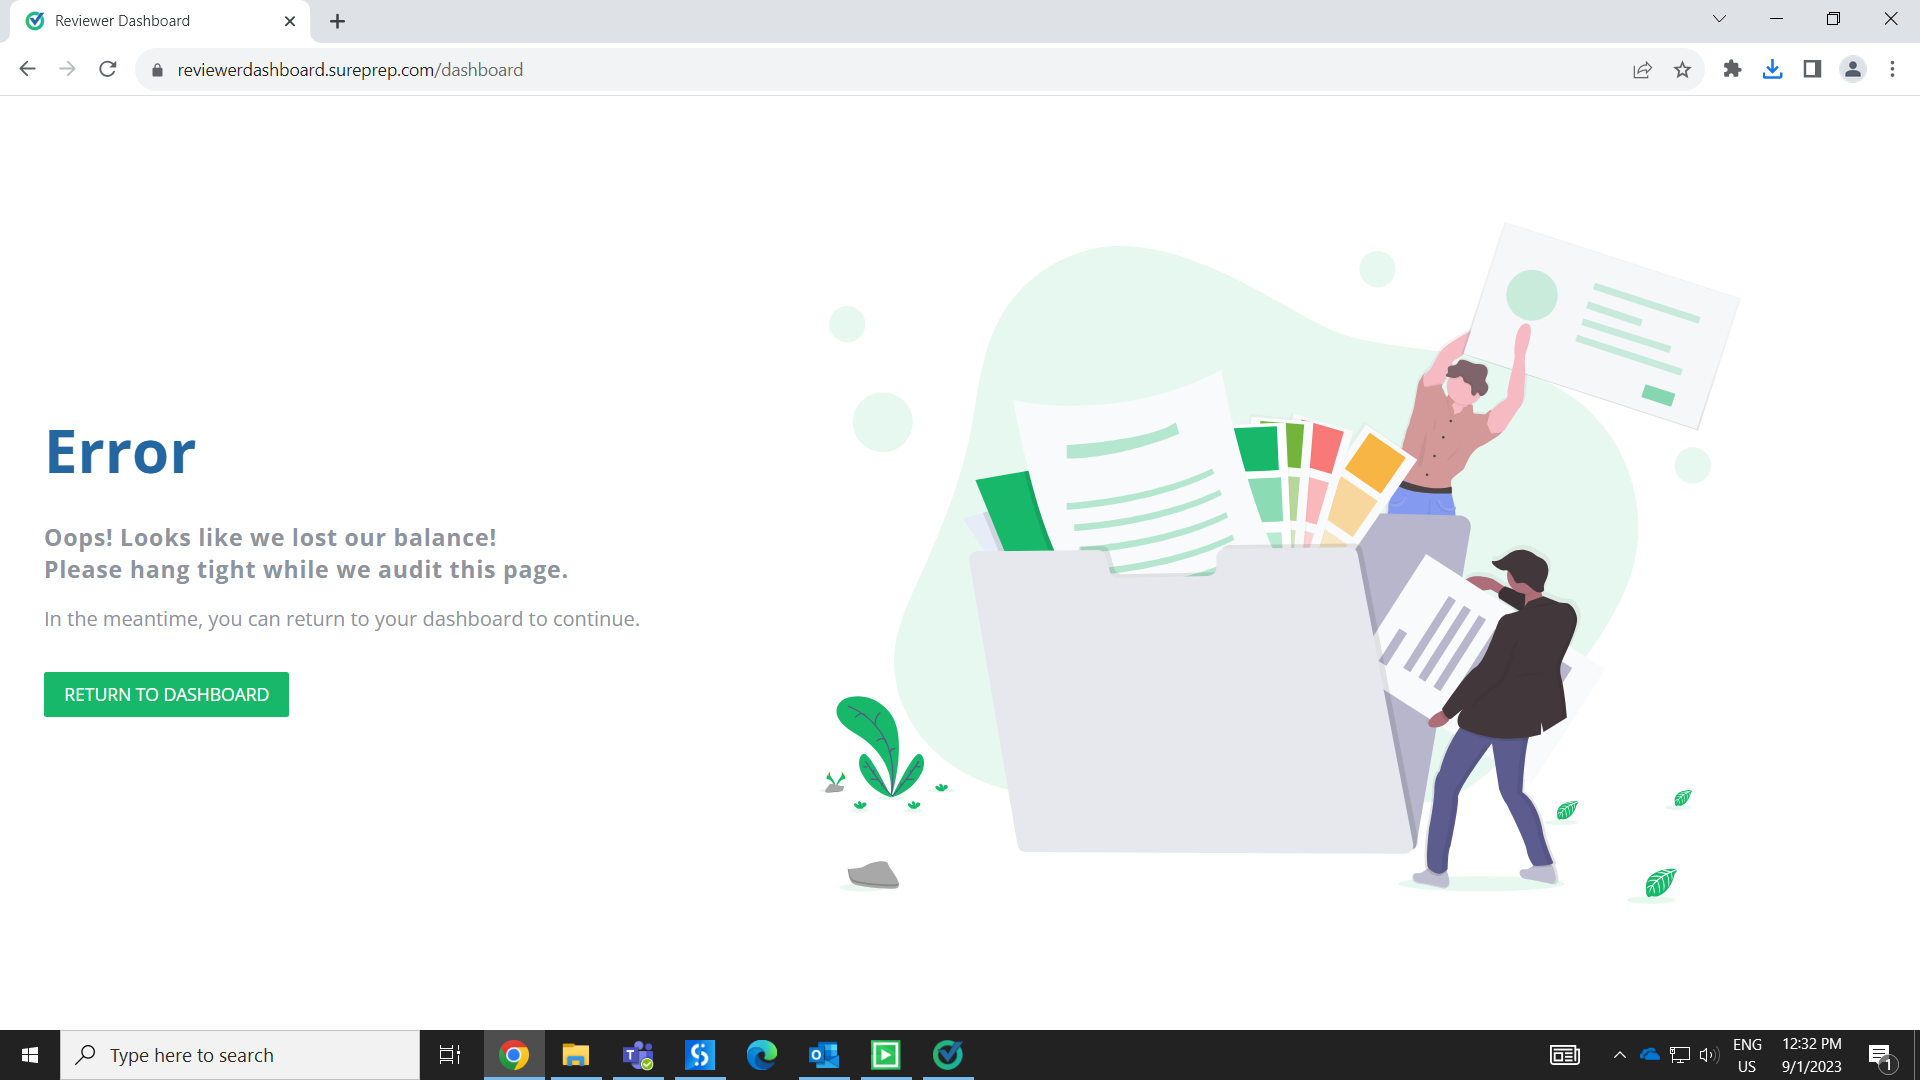 Reviewer Dashboard
reviewerdashboard.sureprep.com/dashboard
Error
Oops! Looks like we lost our balance!
Please hang tight while we audit this page.
In the meantime, you can return to your dashboard to continue.
RETURN TO DASHBOARD
Type here to search
ENG
US
12:32 PM
9/1/2023
1